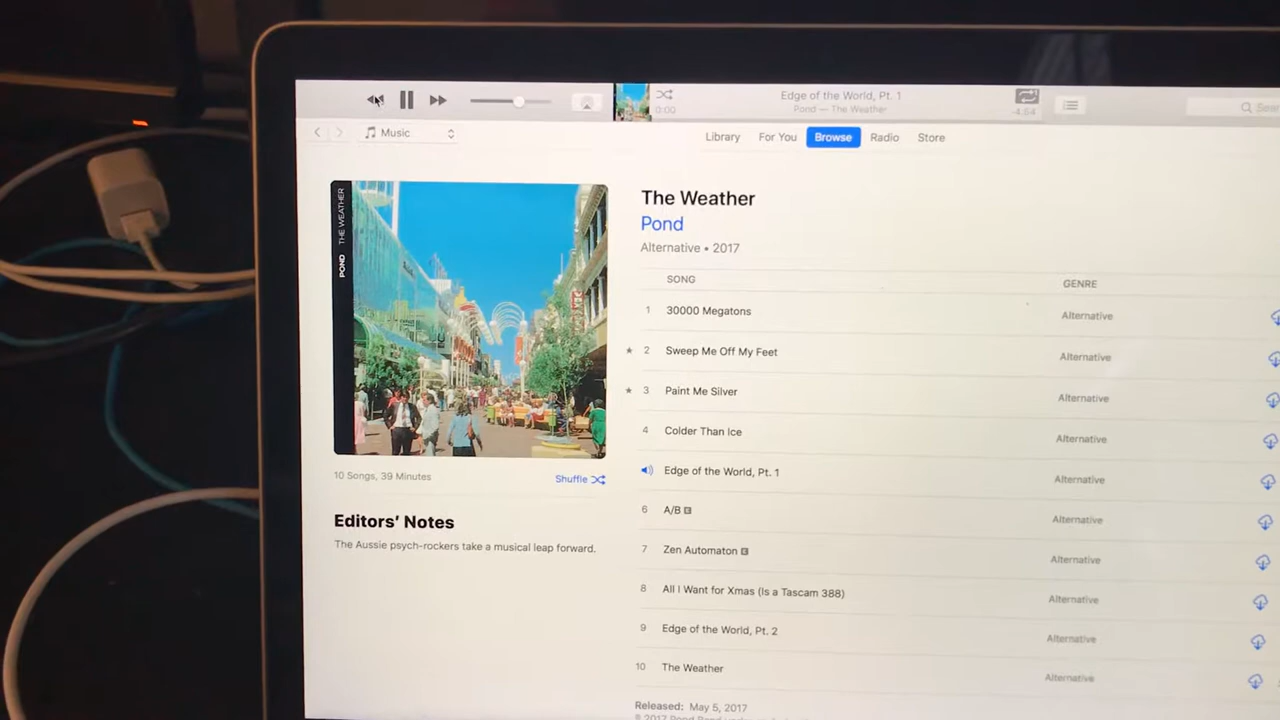 Edge of the World, Pt. 1
0:00
Pond — The Weather
-4:54
Music
Library For You Browse Radio Store
POND THE WEATHER
The Weather
Pond
Alternative • 2017
SONG GENRE
1 30000 Megatons Alternative
★ 2 Sweep Me Off My Feet Alternative
★ 3 Paint Me Silver Alternative
4 Colder Than Ice Alternative
Edge of the World, Pt. 1 Alternative
6 A/B E Alternative
7 Zen Automaton E Alternative
8 All I Want for Xmas (Is a Tascam 388) Alternative
9 Edge of the World, Pt. 2 Alternative
10 The Weather Alternative
10 Songs, 39 Minutes
Shuffle
Editors’ Notes
The Aussie psych-rockers take a musical leap forward.
Released: May 5, 2017